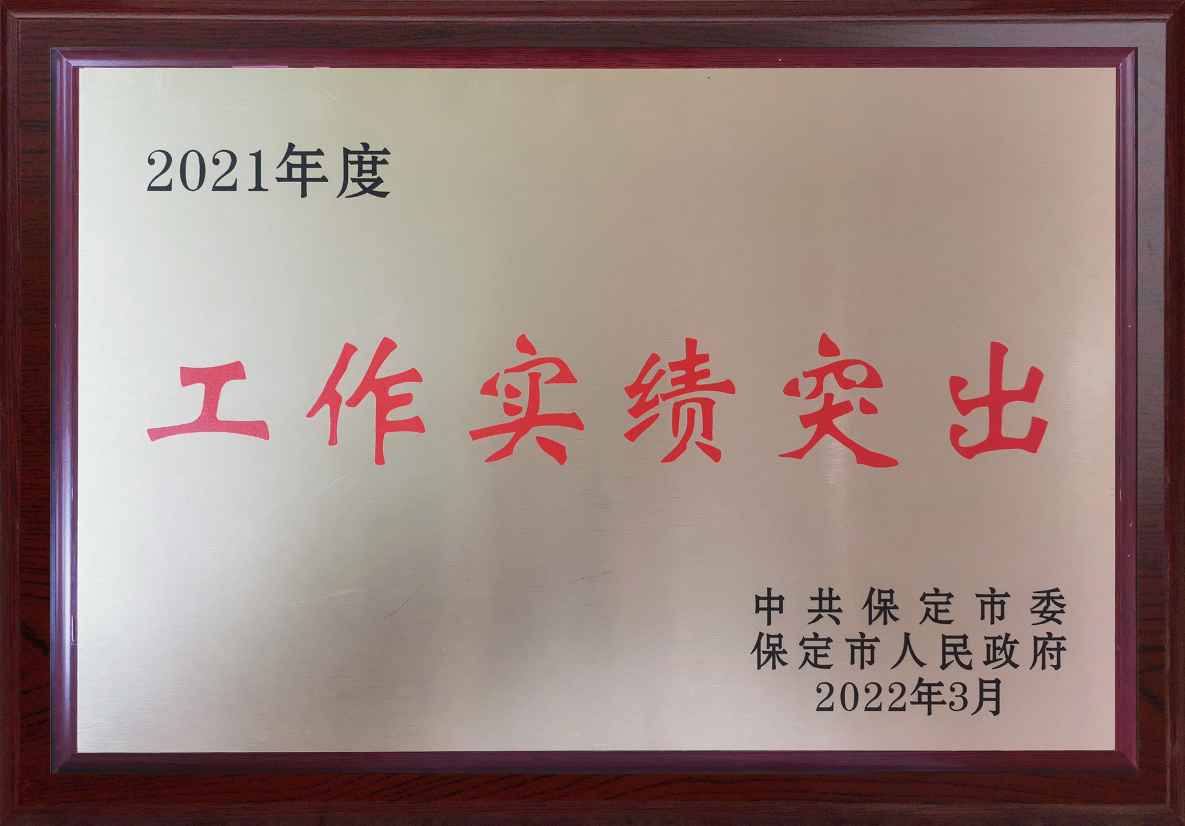 2021年度
工作实绩突出
中共保定市委
保定市人民政府
2022年3月